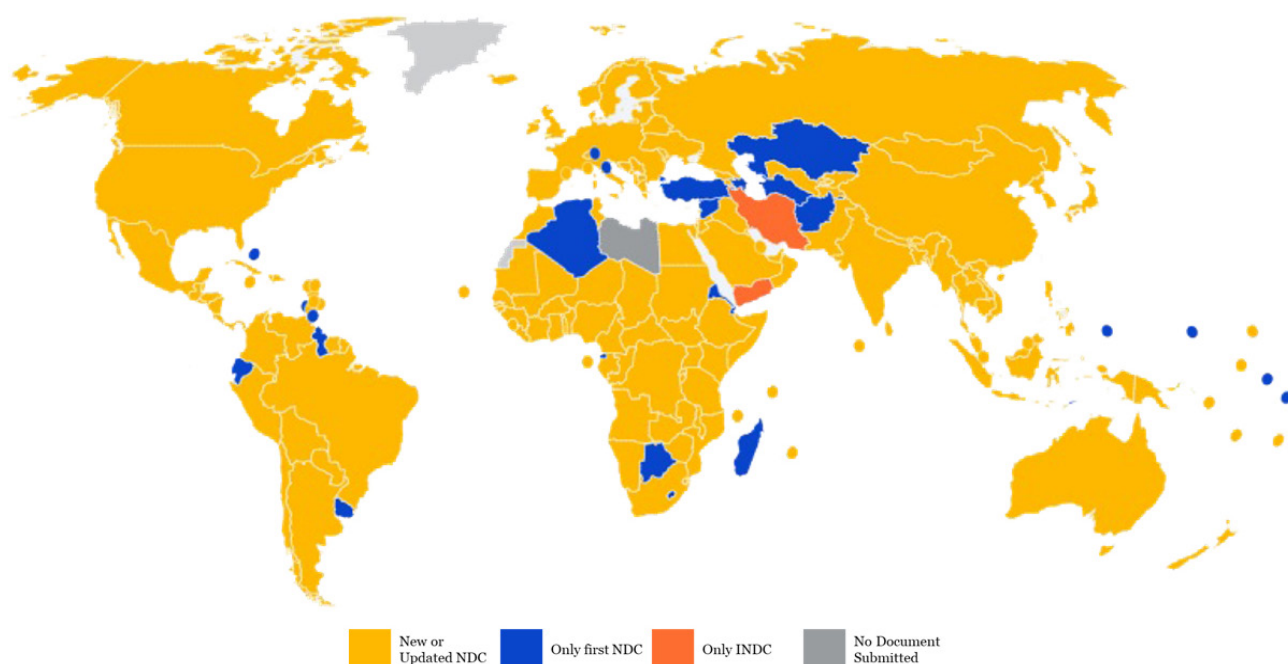 New or
Updated NDC
Only first NDC
Only INDC
No Document
Submitted